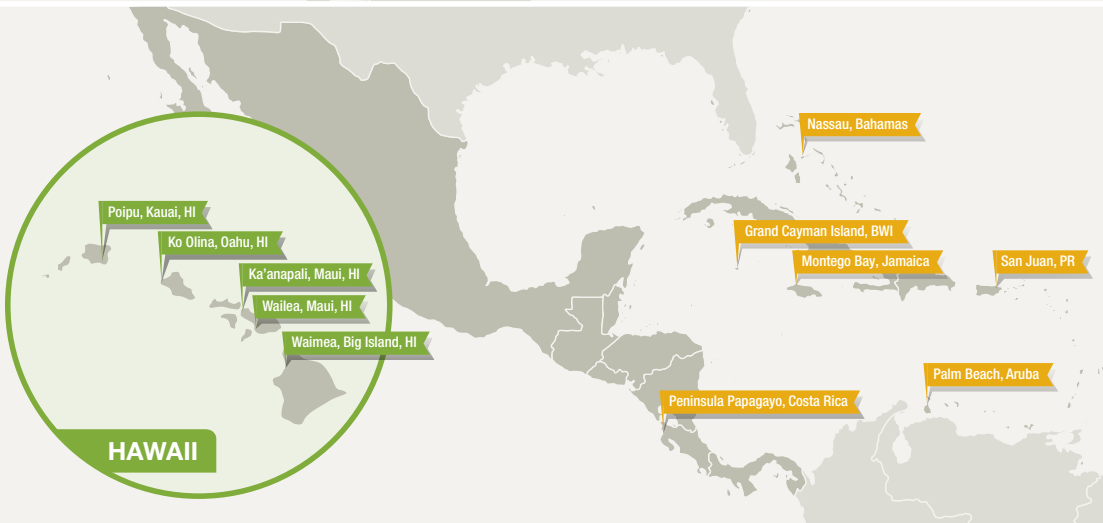 Nassau, Bahamas
Poipu, Kauai, HI
Ko Olina, Oahu, HI
Grand Cayman Island, BWI
Ka'anapali, Maui, HI
Montego Bay, Jamaica
San Juan, PR
Wailea, Maui, HI
Waimea, Big Island, HI
Palm Beach, Aruba
Peninsula Papagayo, Costa Rica
HAWAII